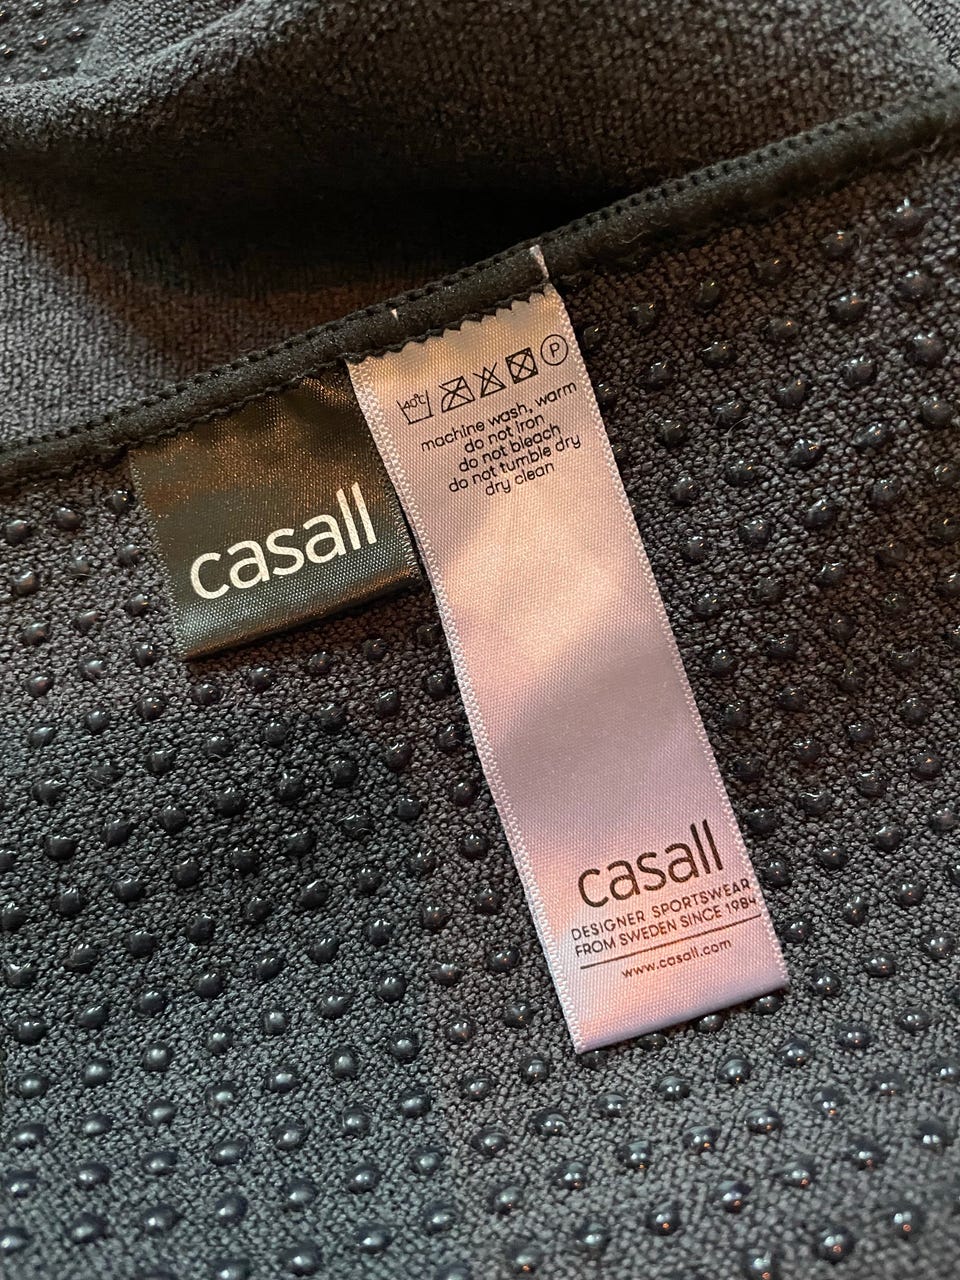 casall
40°C P
machine wash, warm
do not iron
do not bleach
do not tumble dry
dry clean
casall
DESIGNER SPORTSWEAR
FROM SWEDEN SINCE 1984
www.casall.com